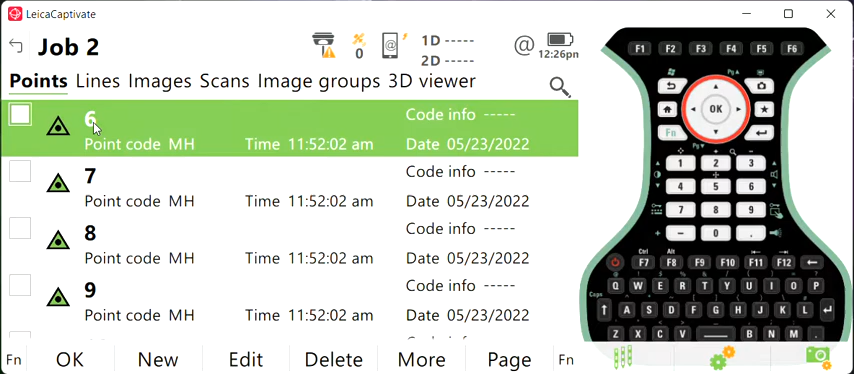 LeicaCaptivate
Job 2
0
1D -----
2D -----
@
12:26pm
Points Lines Images Scans Image groups 3D viewer
6 Code info -----
Point code MH Time 11:52:02 am Date 05/23/2022
7 Code info -----
Point code MH Time 11:52:02 am Date 05/23/2022
8 Code info -----
Point code MH Time 11:52:02 am Date 05/23/2022
9 Code info -----
Point code MH Time 11:52:02 am Date 05/23/2022
Fn OK New Edit Delete More Page Fn
F1 F2 F3 F4 F5 F6
Pg▲
OK
Fn
Pg▼
1 2 3
4 5 6
7 8 9
+ - 0 .
Ctrl Alt
F7 F8 F9 F10 F11 F12
Q W E R T Y U I O P
Caps
A S D F G H J K L
Z X C V B N M